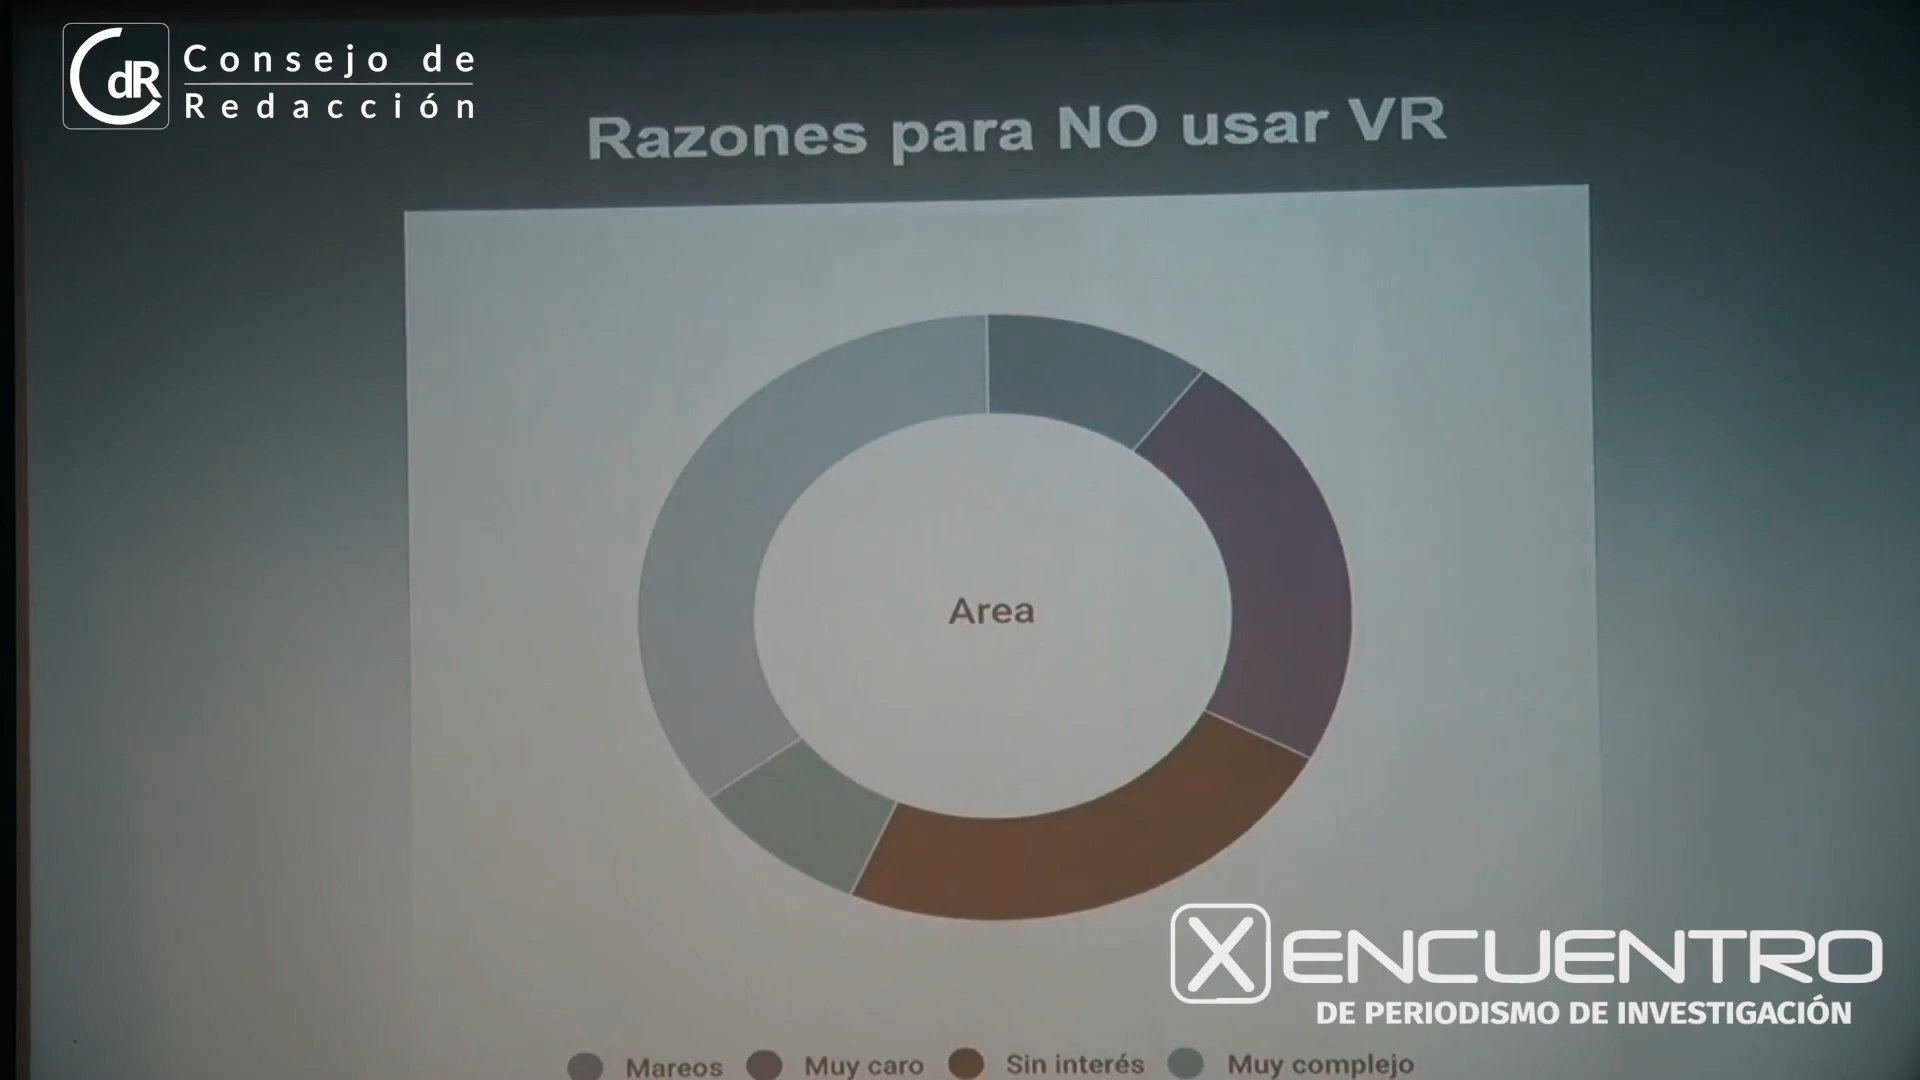 CdR
Consejo de
Redacción
Razones para NO usar VR
Area
Mareos Muy caro Sin interés Muy complejo
X ENCUENTRO
DE PERIODISMO DE INVESTIGACIÓN